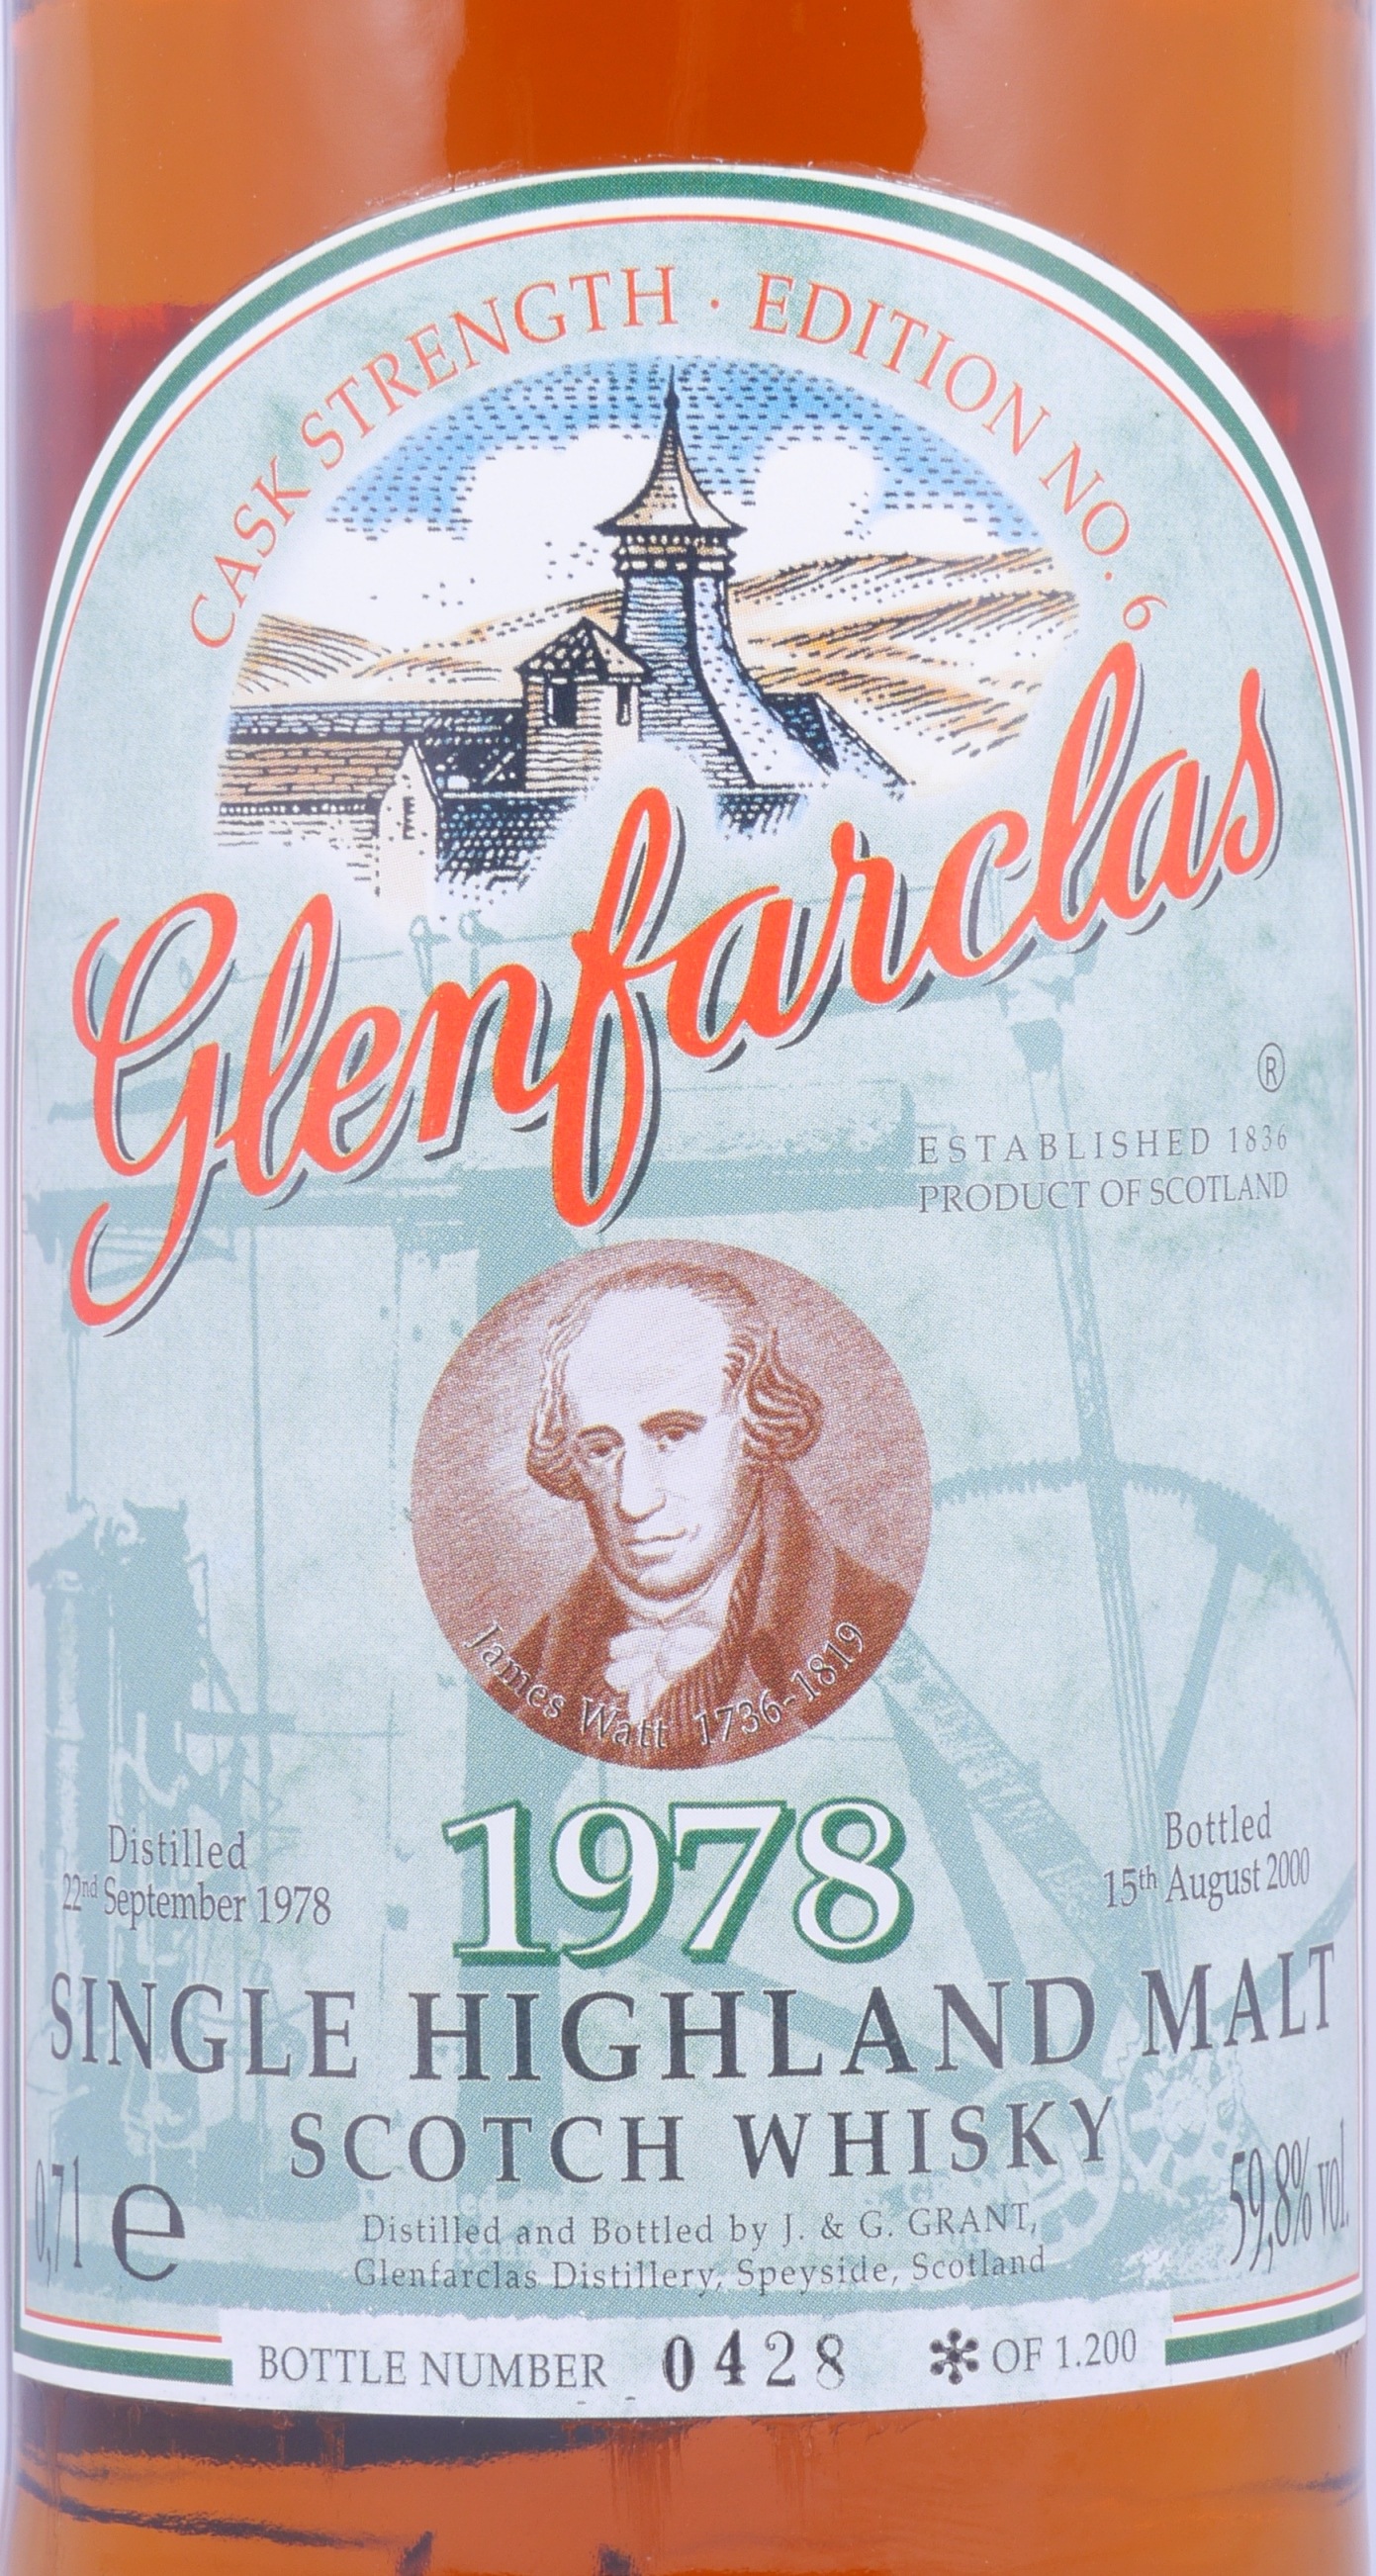 CASK STRENGTH · EDITION NO. 6
Glenfarclas
®
ESTABLISHED 1836
PRODUCT OF SCOTLAND
James Watt 1736-1819
1978
Distilled
22nd September 1978
Bottled
15th August 2000
SINGLE HIGHLAND MALT
SCOTCH WHISKY
0,7l e
59,8% vol.
Distilled and Bottled by J. & G. GRANT,
Glenfarclas Distillery, Speyside, Scotland
BOTTLE NUMBER 0428 * OF 1.200